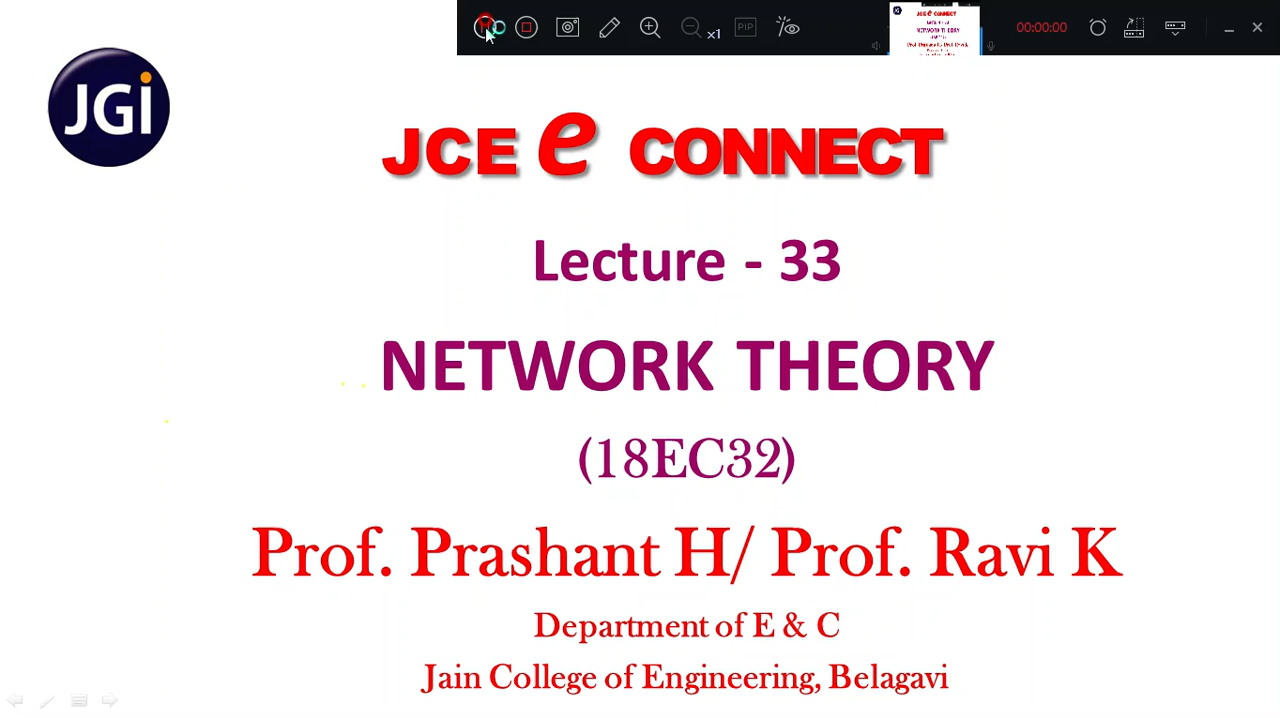 x1
PIP
00:00:00
JGi
JCE e CONNECT
Lecture - 33
NETWORK THEORY
(18EC32)
Prof. Prashant H/ Prof. Ravi K
Department of E & C
Jain College of Engineering, Belagavi